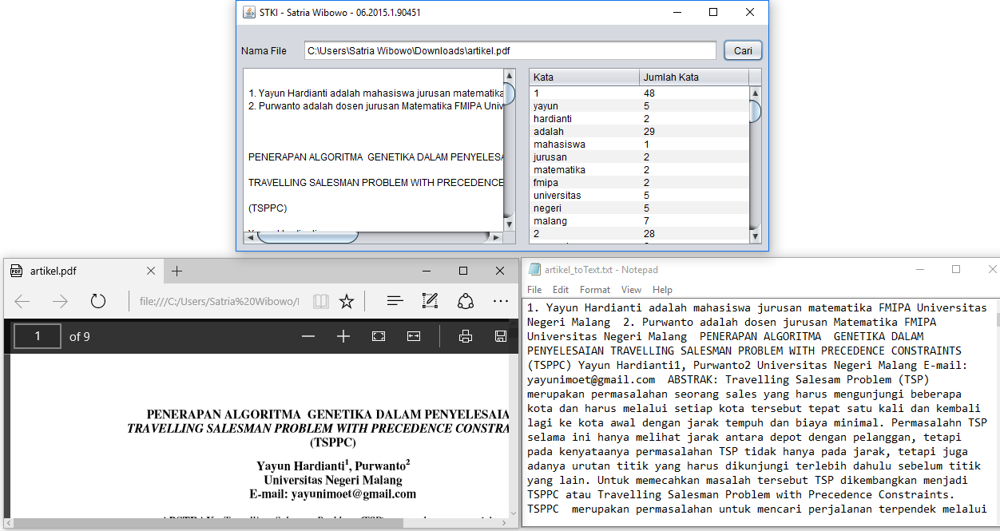 STKI - Satria Wibowo - 06.2015.1.90451
Nama File
C:\Users\Satria Wibowo\Downloads\artikel.pdf
Cari
1. Yayun Hardianti adalah mahasiswa jurusan matematika
2. Purwanto adalah dosen jurusan Matematika FMIPA Univ
PENERAPAN ALGORITMA GENETIKA DALAM PENYELESA
TRAVELLING SALESMAN PROBLEM WITH PRECEDENCE
(TSPPC)
Kata Jumlah Kata
1 48
yayun 5
hardianti 2
adalah 29
mahasiswa 1
jurusan 2
matematika 2
fmipa 2
universitas 5
negeri 5
malang 7
2 28
PDF artikel.pdf
file:///C:/Users/Satria%20Wibowo/
1 of 9
PENERAPAN ALGORITMA GENETIKA DALAM PENYELESAIA
TRAVELLING SALESMAN PROBLEM WITH PRECEDENCE CONSTRA
(TSPPC)
Yayun Hardianti1, Purwanto2
Universitas Negeri Malang
E-mail: yayunimoet@gmail.com
artikel_toText.txt - Notepad
File Edit Format View Help
1. Yayun Hardianti adalah mahasiswa jurusan matematika FMIPA Universitas
Negeri Malang  2. Purwanto adalah dosen jurusan Matematika FMIPA
Universitas Negeri Malang  PENERAPAN ALGORITMA  GENETIKA DALAM
PENYELESAIAN TRAVELLING SALESMAN PROBLEM WITH PRECEDENCE CONSTRAINTS
(TSPPC) Yayun Hardianti1, Purwanto2 Universitas Negeri Malang E-mail:
yayunimoet@gmail.com  ABSTRAK: Travelling Salesam Problem (TSP)
merupakan permasalahan seorang sales yang harus mengunjungi beberapa
kota dan harus melalui setiap kota tersebut tepat satu kali dan kembali
lagi ke kota awal dengan jarak tempuh dan biaya minimal. Permasalahn TSP
selama ini hanya melihat jarak antara depot dengan pelanggan, tetapi
pada kenyataanya permasalahan TSP tidak hanya pada jarak, tetapi juga
adanya urutan titik yang harus dikunjungi terlebih dahulu sebelum titik
yang lain. Untuk memecahkan masalah tersebut TSP dikembangkan menjadi
TSPPC atau Travelling Salesman Problem with Precedence Constraints.
TSPPC  merupakan permasalahan untuk mencari perjalanan terpendek melalui